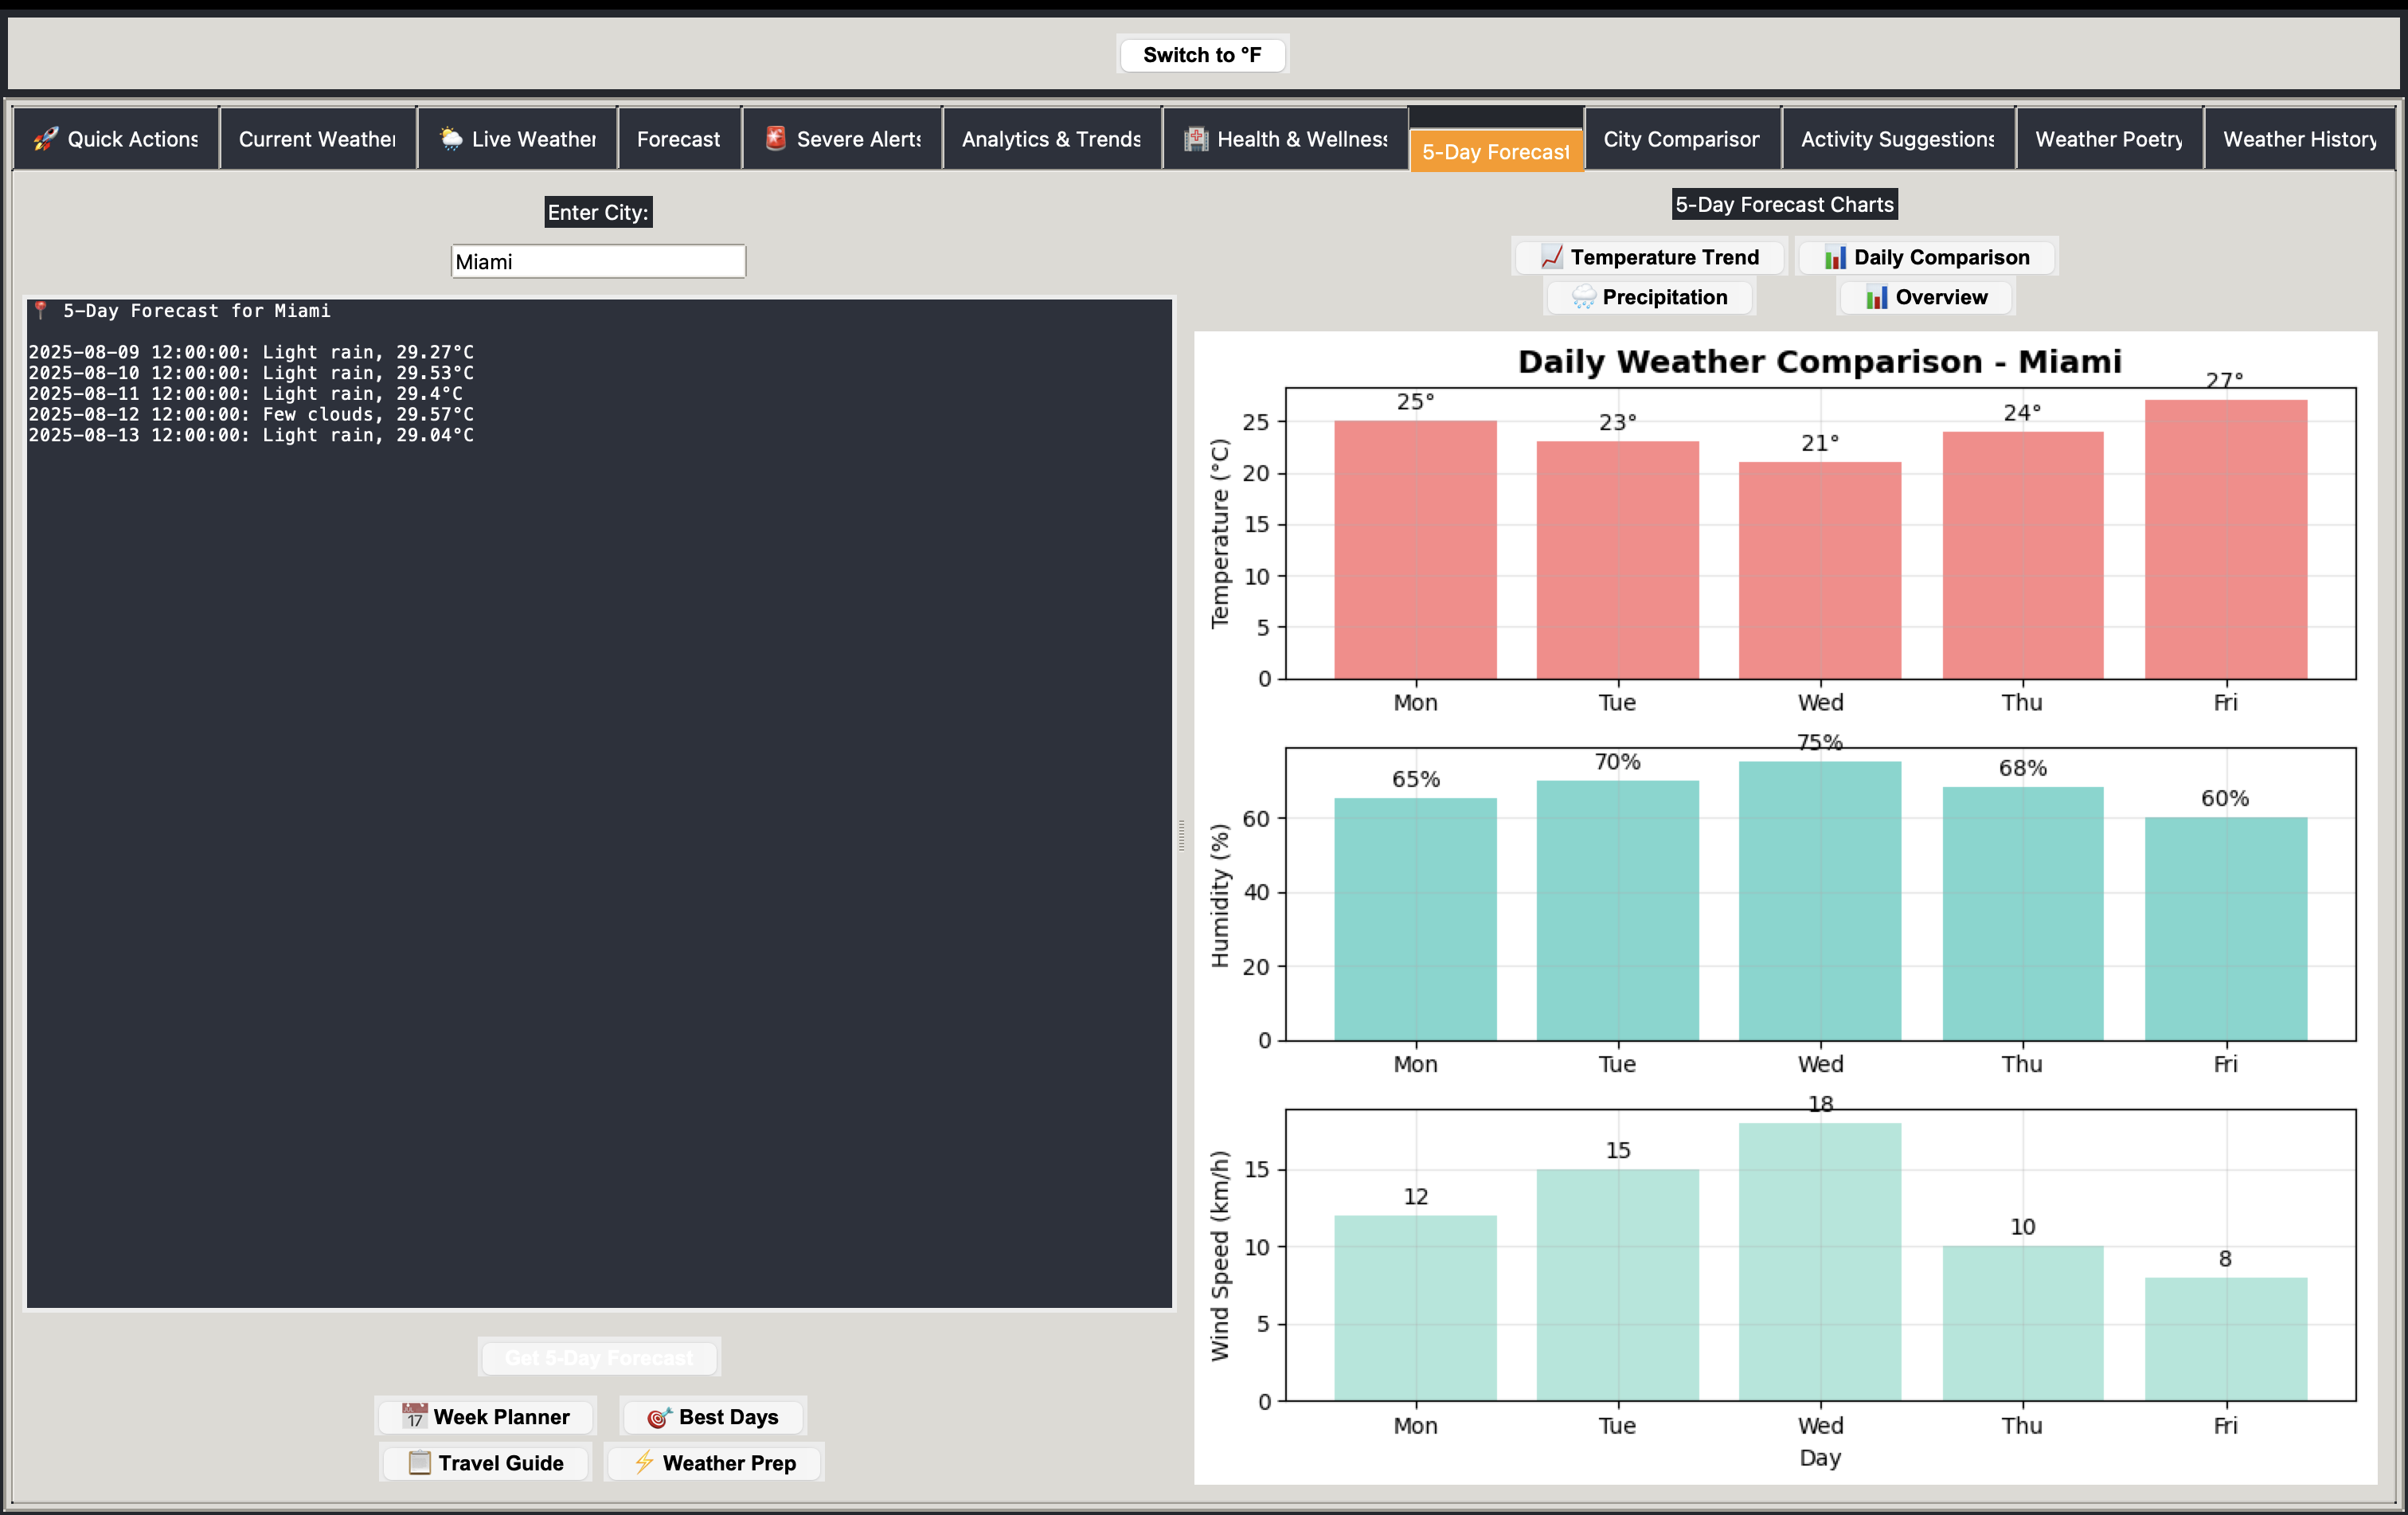 Switch to °F
🚀 Quick Actions
Current Weather
🌦 Live Weather
Forecast
🚨 Severe Alerts
Analytics & Trends
🏥 Health & Wellness
5-Day Forecast
City Comparison
Activity Suggestions
Weather Poetry
Weather History
Enter City:
Miami
📍 5-Day Forecast for Miami
2025-08-09 12:00:00: Light rain, 29.27°C
2025-08-10 12:00:00: Light rain, 29.53°C
2025-08-11 12:00:00: Light rain, 29.4°C
2025-08-12 12:00:00: Few clouds, 29.57°C
2025-08-13 12:00:00: Light rain, 29.04°C
Get 5-Day Forecast
📅 Week Planner
🎯 Best Days
📋 Travel Guide
⚡ Weather Prep
5-Day Forecast Charts
📈 Temperature Trend
📊 Daily Comparison
🌧 Precipitation
📊 Overview
Daily Weather Comparison - Miami
Temperature (°C)
25
20
15
10
5
0
25°
23°
21°
24°
27°
Mon
Tue
Wed
Thu
Fri
Humidity (%)
60
40
20
0
65%
70%
75%
68%
60%
Mon
Tue
Wed
Thu
Fri
Wind Speed (km/h)
15
10
5
0
12
15
18
10
8
Mon
Tue
Wed
Thu
Fri
Day